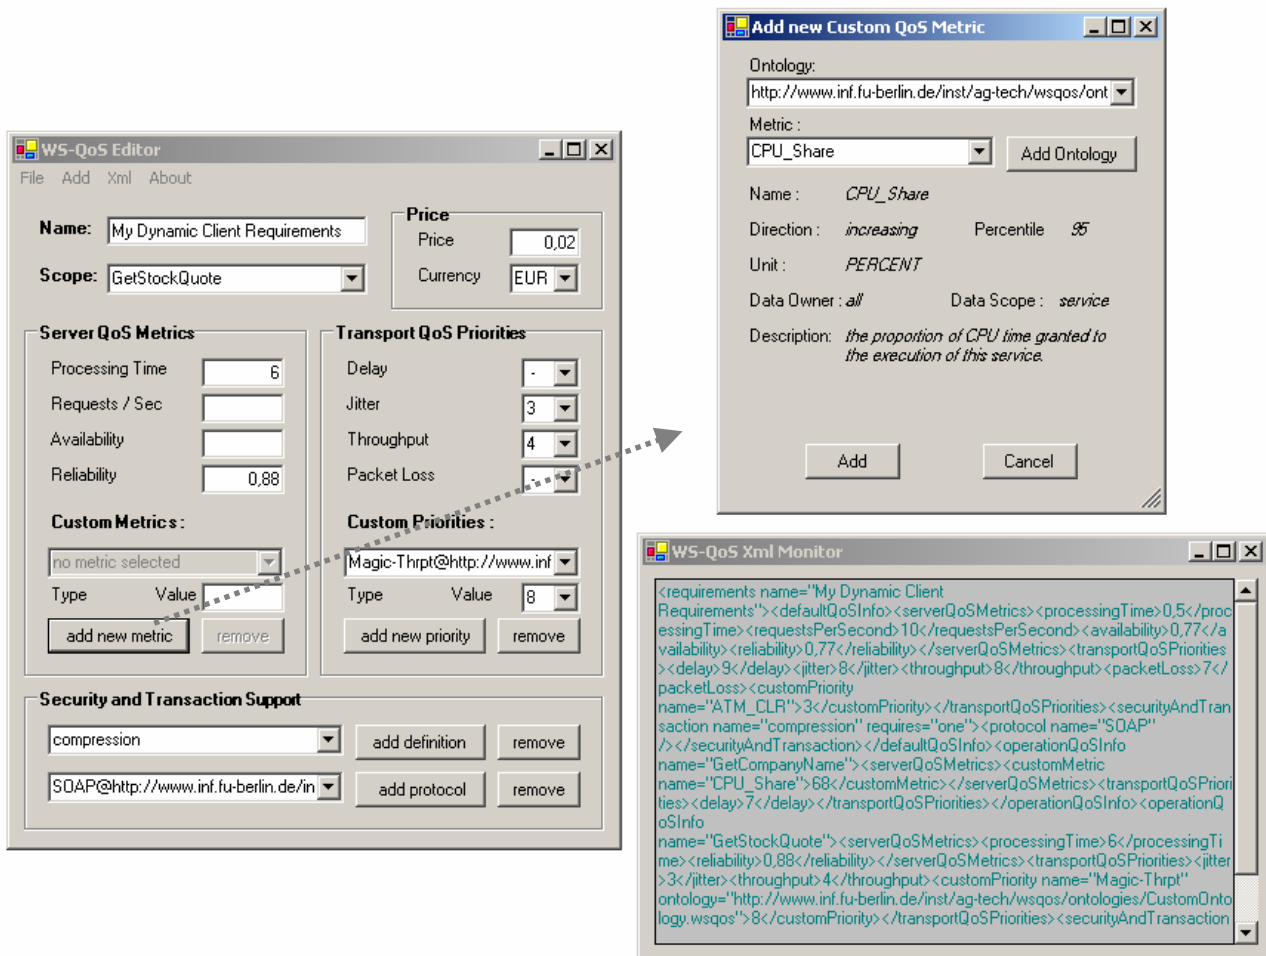 WS-QoS Editor
File Add Xml About
Name: My Dynamic Client Requirements
Scope: GetStockQuote
Price
Price 0,02
Currency EUR
Server QoS Metrics
Processing Time 6
Requests / Sec
Availability
Reliability 0,88
Custom Metrics :
no metric selected
Type Value
add new metric remove
Transport QoS Priorities
Delay -
Jitter 3
Throughput 4
Packet Loss -
Custom Priorities :
Magic-Thrpt@http://www.inf
Type Value 8
add new priority remove
Security and Transaction Support
compression add definition remove
SOAP@http://www.inf.fu-berlin.de/in add protocol remove
Add new Custom QoS Metric
Ontology:
http://www.inf.fu-berlin.de/inst/ag-tech/wsqos/ont
Metric :
CPU_Share Add Ontology
Name : CPU_Share
Direction : increasing Percentile 95
Unit : PERCENT
Data Owner : all Data Scope : service
Description: the proportion of CPU time granted to
the execution of this service.
Add Cancel
WS-QoS Xml Monitor
<requirements name="My Dynamic Client
Requirements"><defaultQoSInfo><serverQoSMetrics><processingTime>0,5</proc
essingTime><requestsPerSecond>10</requestsPerSecond><availability>0,77</a
vailability><reliability>0,77</reliability></serverQoSMetrics><transportQoSPriorities
><delay>9</delay><jitter>8</jitter><throughput>8</throughput><packetLoss>7</
packetLoss><customPriority
name="ATM_CLR">3</customPriority></transportQoSPriorities><securityAndTran
saction name="compression" requires="one"><protocol name="SOAP"
/></securityAndTransaction></defaultQoSInfo><operationQoSInfo
name="GetCompanyName"><serverQoSMetrics><customMetric
name="CPU_Share">68</customMetric></serverQoSMetrics><transportQoSPriori
ties><delay>7</delay></transportQoSPriorities></operationQoSInfo><operationQ
oSInfo
name="GetStockQuote"><serverQoSMetrics><processingTime>6</processingTi
me><reliability>0,88</reliability></serverQoSMetrics><transportQoSPriorities><jitter
>3</jitter><throughput>4</throughput><customPriority name="Magic-Thrpt"
ontology="http://www.inf.fu-berlin.de/inst/ag-tech/wsqos/ontologies/CustomOnto
logy.wsqos">8</customPriority></transportQoSPriorities><securityAndTransaction